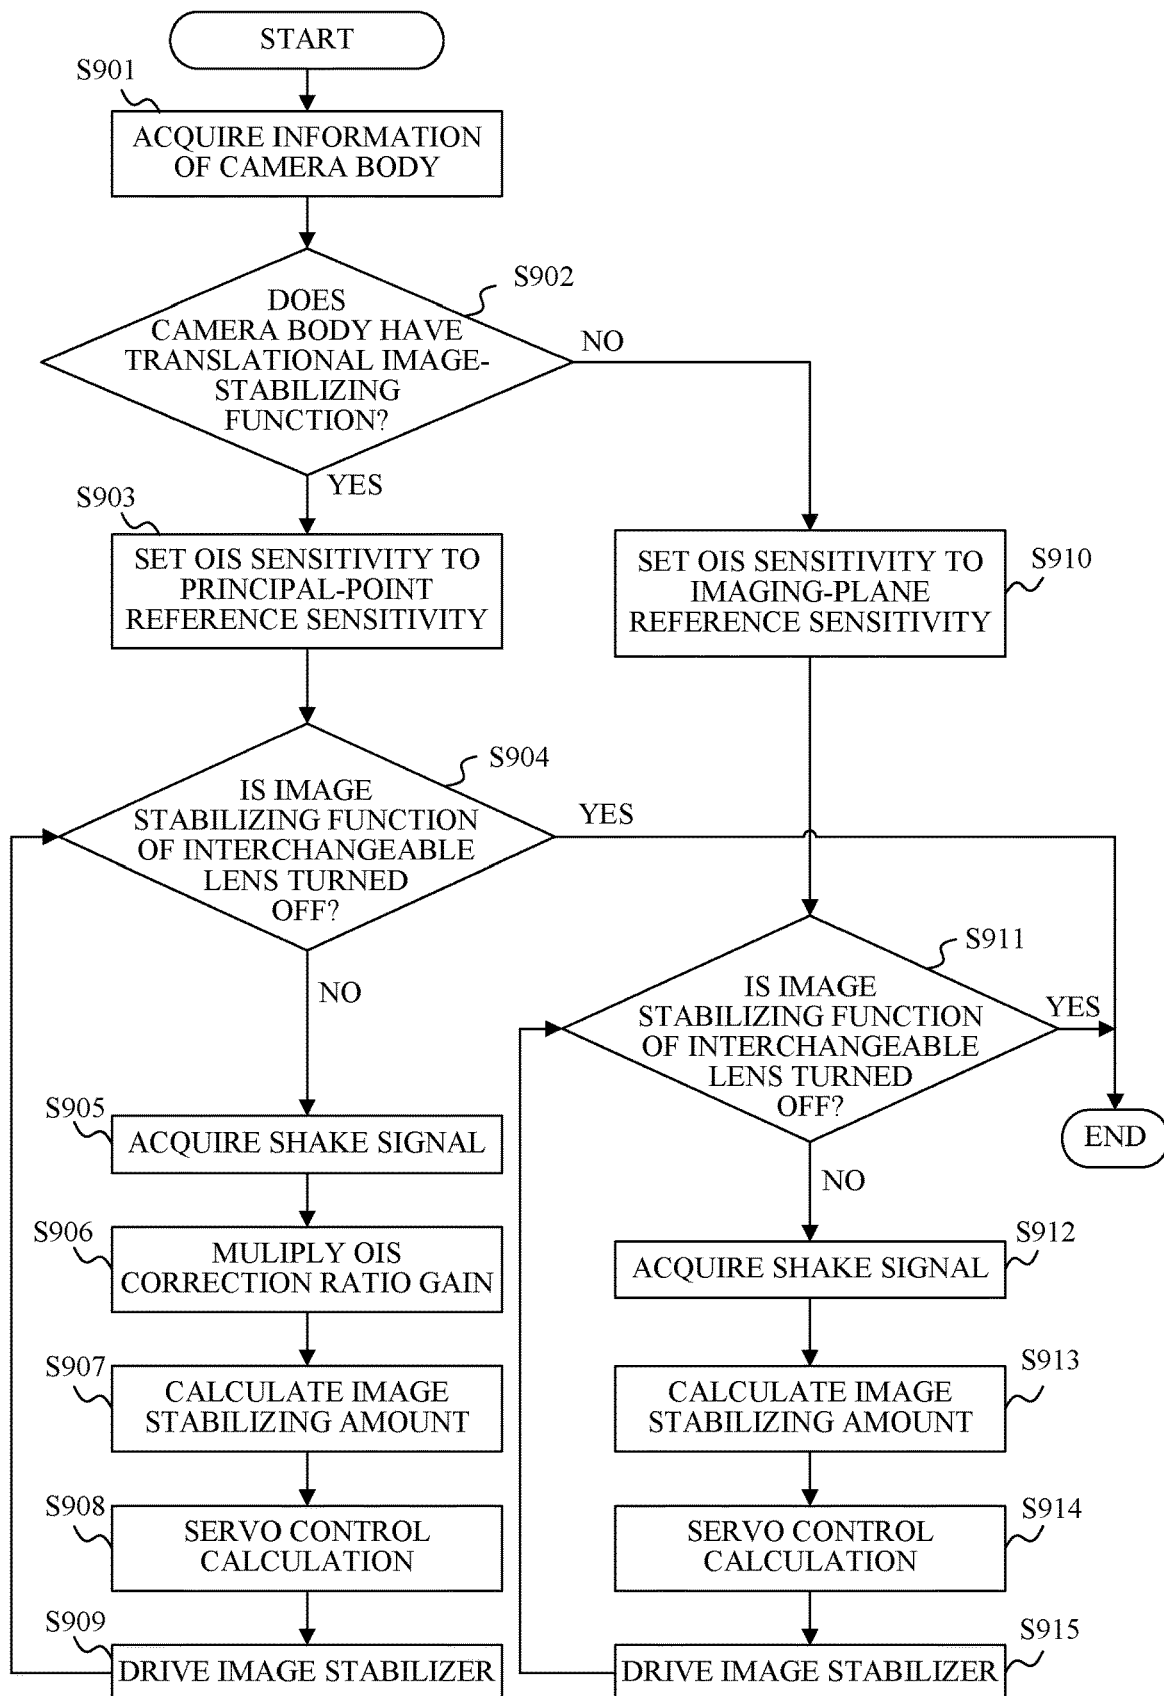 START
S901
ACQUIRE INFORMATION
OF CAMERA BODY
S902
DOES
CAMERA BODY HAVE
TRANSLATIONAL IMAGE-
STABILIZING
FUNCTION?
NO
YES
S903
SET OIS SENSITIVITY TO
PRINCIPAL-POINT
REFERENCE SENSITIVITY
SET OIS SENSITIVITY TO
IMAGING-PLANE
REFERENCE SENSITIVITY
S910
S904
IS IMAGE
STABILIZING FUNCTION
OF INTERCHANGEABLE
LENS TURNED
OFF?
YES
NO
S911
IS IMAGE
STABILIZING FUNCTION
OF INTERCHANGEABLE
LENS TURNED
OFF?
YES
END
NO
S905
ACQUIRE SHAKE SIGNAL
S906
MULIPLY OIS
CORRECTION RATIO GAIN
S912
ACQUIRE SHAKE SIGNAL
S907
CALCULATE IMAGE
STABILIZING AMOUNT
S913
CALCULATE IMAGE
STABILIZING AMOUNT
S908
SERVO CONTROL
CALCULATION
S914
SERVO CONTROL
CALCULATION
S909
DRIVE IMAGE STABILIZER
S915
DRIVE IMAGE STABILIZER